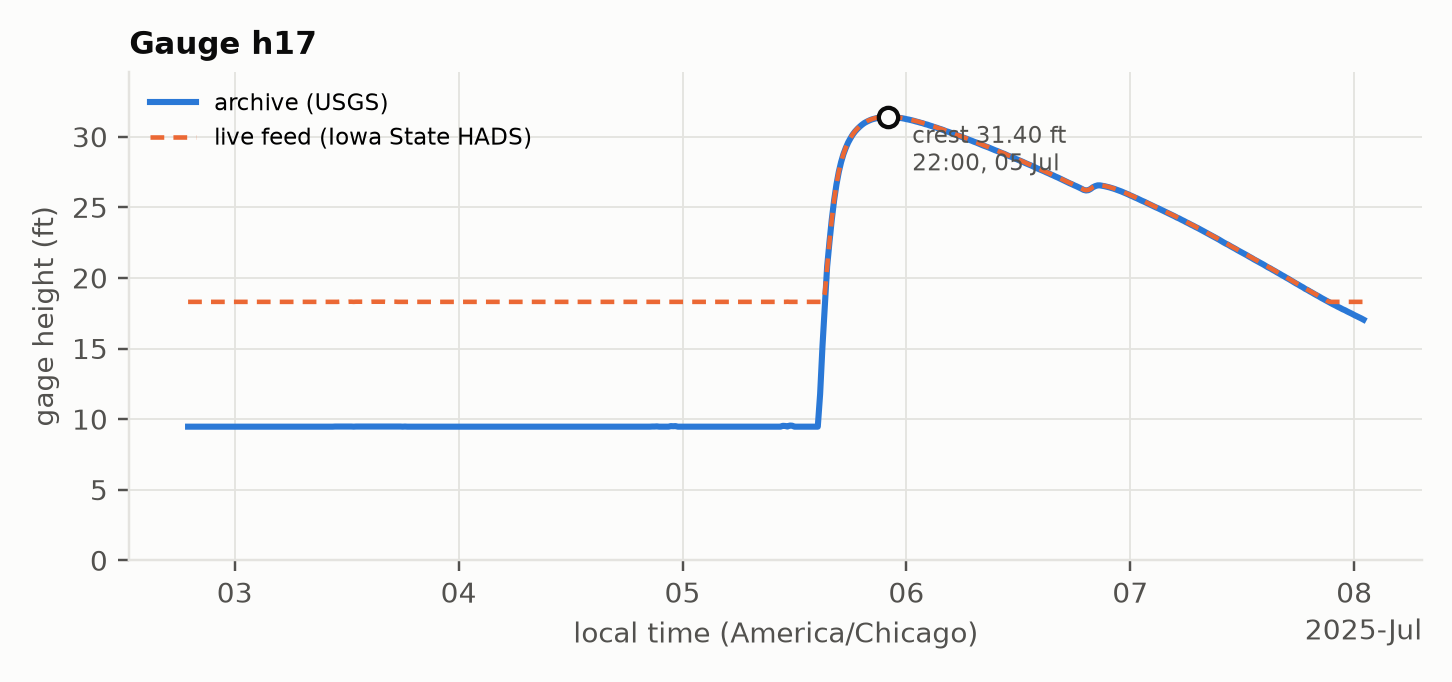 Gauge h17
archive (USGS)
live feed (Iowa State HADS)
crest 31.40 ft
22:00, 05 Jul
gage height (ft)
30
25
20
15
10
5
0
03 04 05 06 07 08
local time (America/Chicago)
2025-Jul